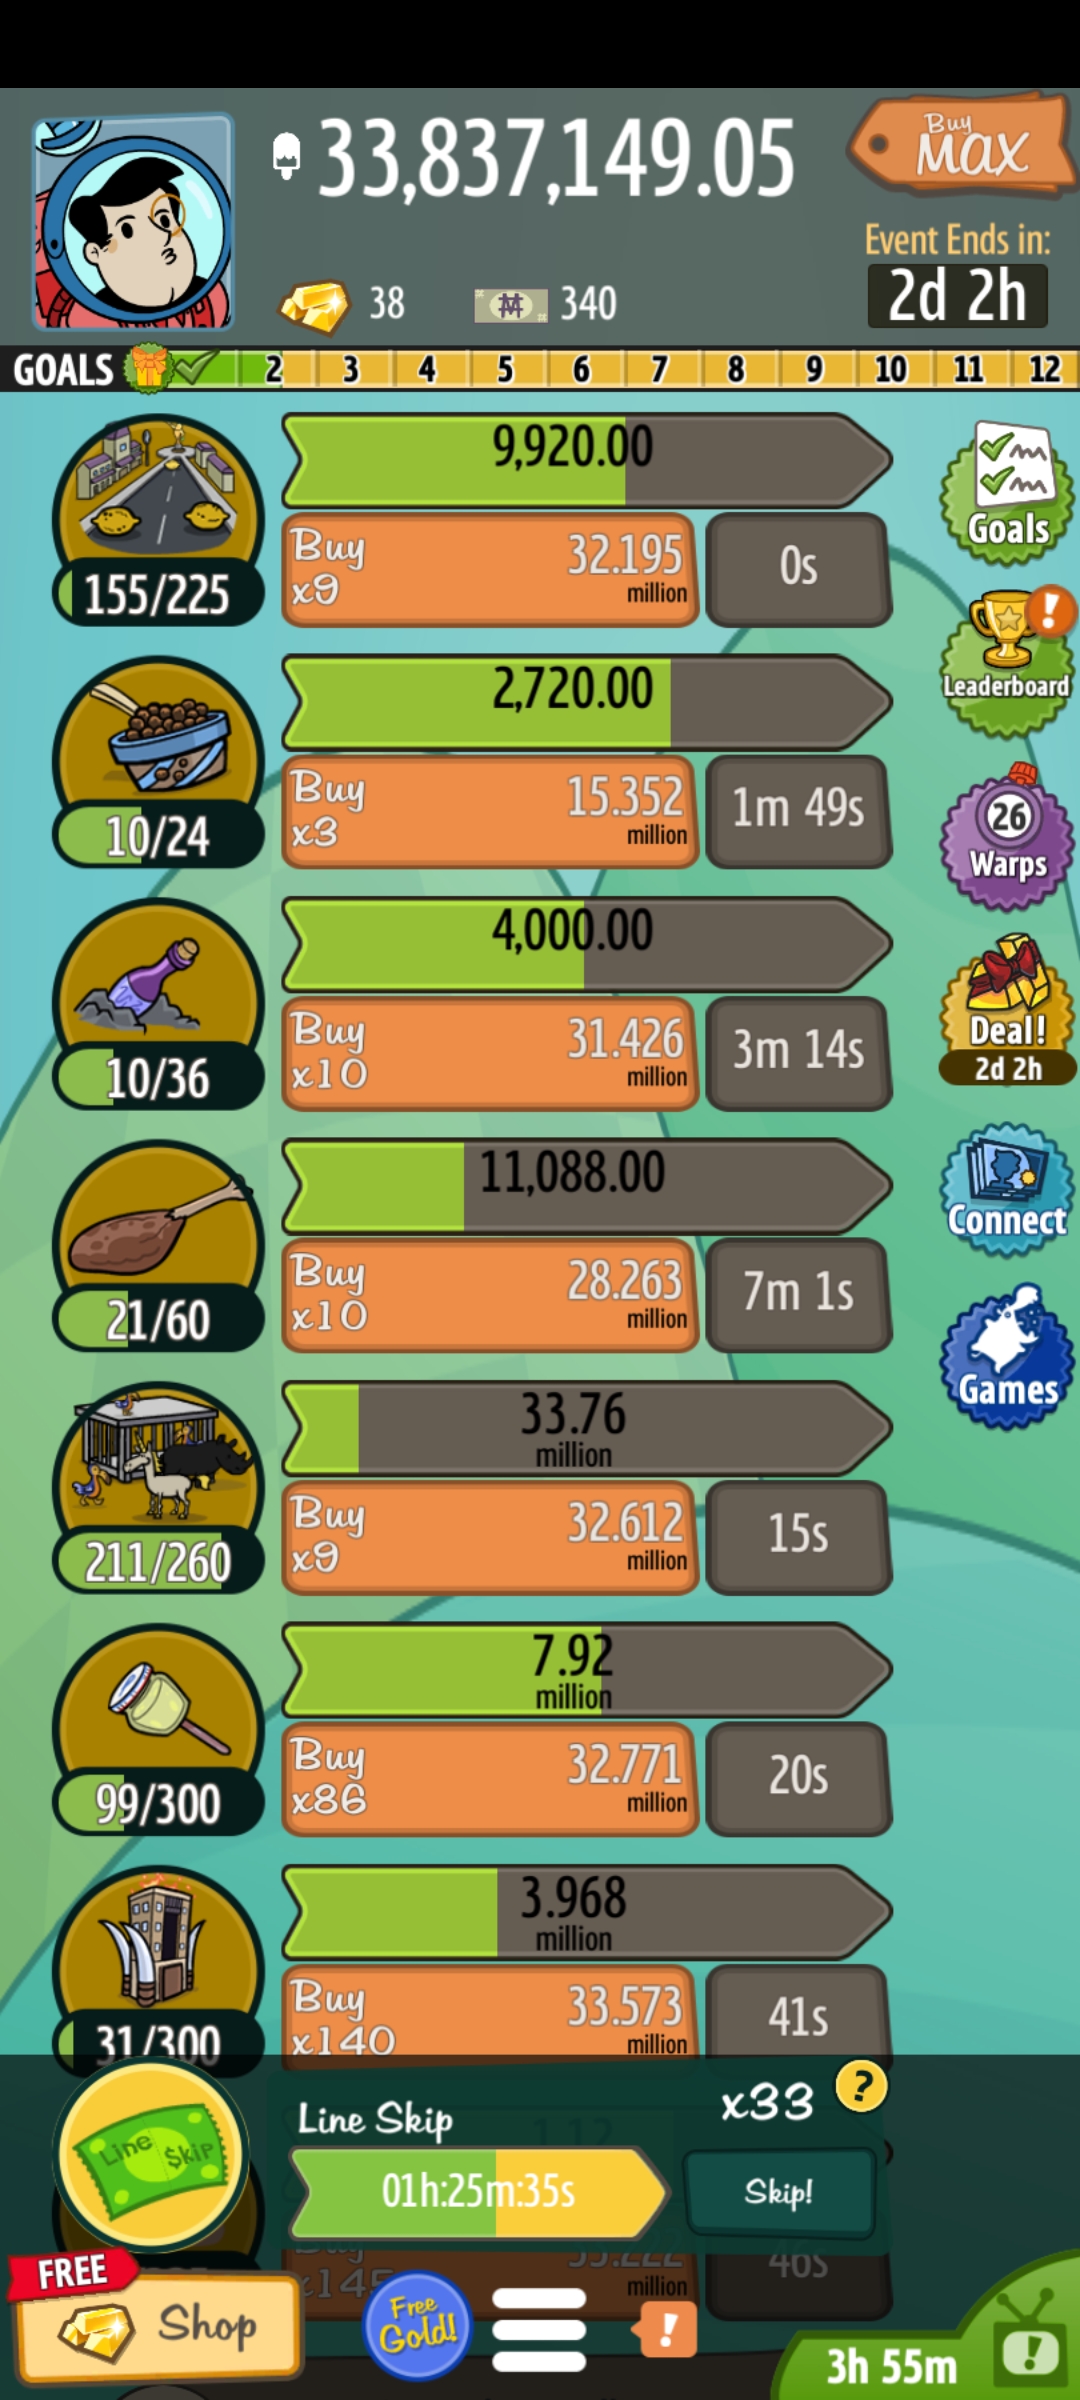 33,837,149.05
Buy
MAX
Event Ends in:
2d 2h
38
340
GOALS 2 3 4 5 6 7 8 9 10 11 12
9,920.00
Buy
x9
32.195
million
0s
155/225
Goals
2,720.00
Buy
x3
15.352
million
1m 49s
10/24
!
Leaderboard
4,000.00
Buy
x10
31.426
million
3m 14s
10/36
26
Warps
Deal!
2d 2h
11,088.00
Buy
x10
28.263
million
7m 1s
21/60
Connect
Games
33.76
million
Buy
x9
32.612
million
15s
211/260
7.92
million
Buy
x86
32.771
million
20s
99/300
3.968
million
Buy
x140
33.573
million
41s
31/300
Line Skip
Line Skip
x33
?
1.12
01h:25m:35s
Skip!
Buy
x145
33.222
million
46s
FREE
Shop
Free
Gold!
!
3h 55m
!